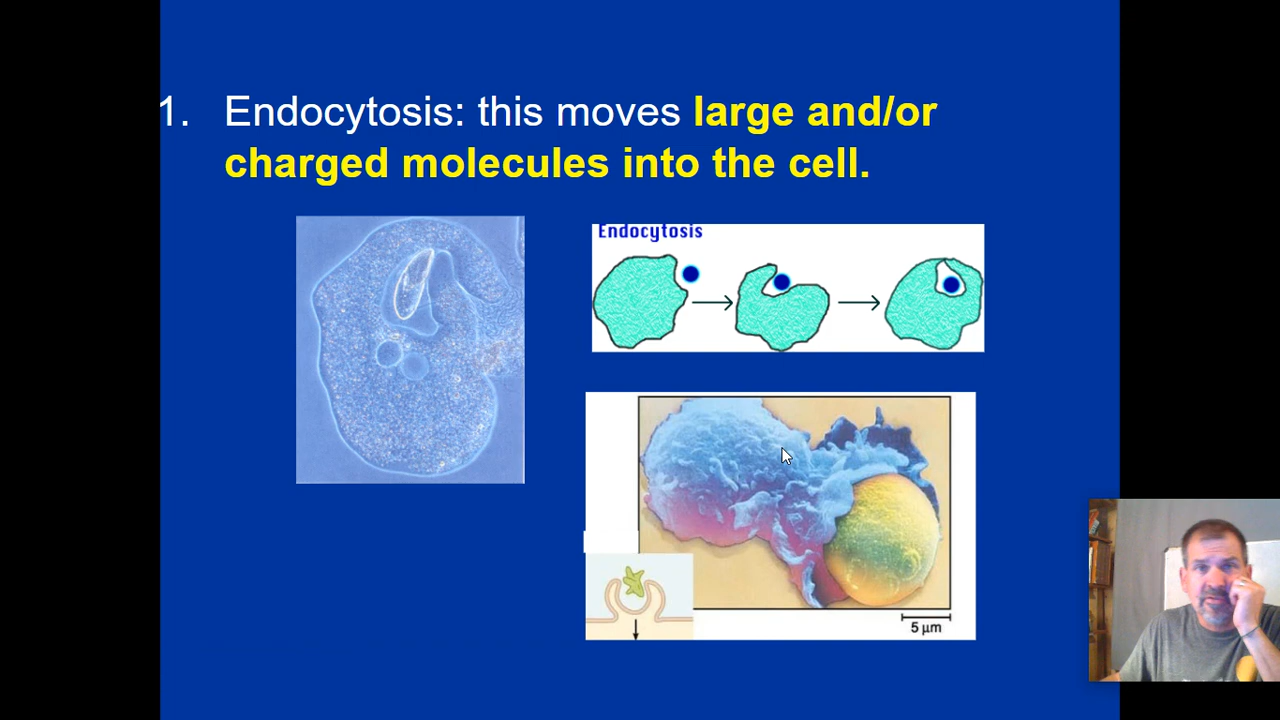 1. Endocytosis: this moves large and/or
charged molecules into the cell.
Endocytosis
5 µm